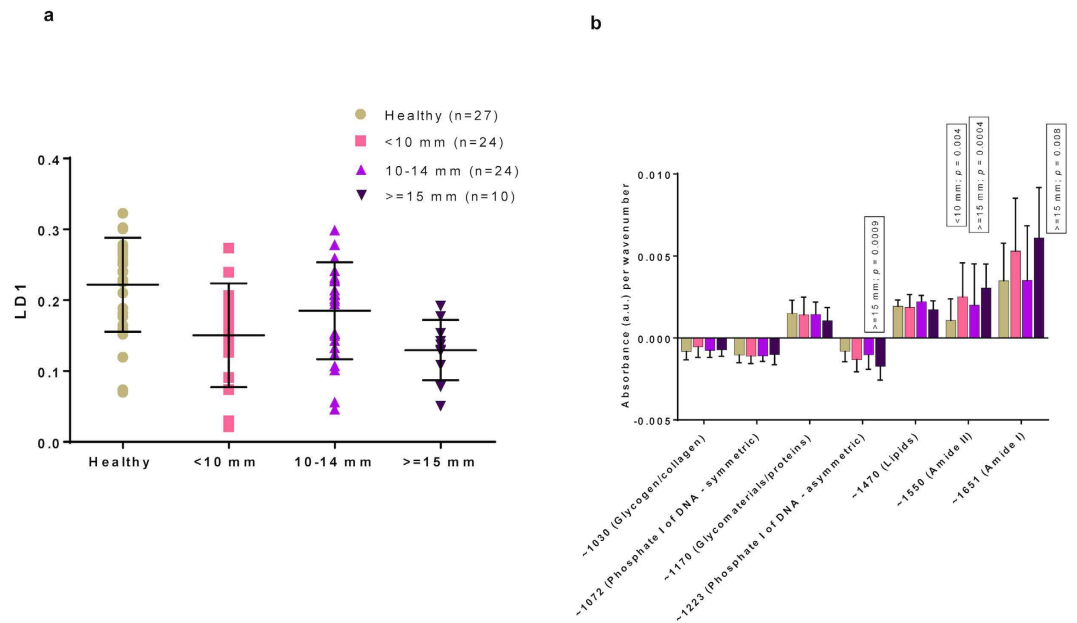 a
Healthy (n=27)
<10 mm (n=24)
10-14 mm (n=24)
>=15 mm (n=10)
LD1
0.4
0.3
0.2
0.1
0.0
Healthy
<10 mm
10-14 mm
>=15 mm
b
Absorbance (a.u.) per wavenumber
0.010
0.005
0.000
-0.005
>=15 mm; p = 0.0009
<10 mm; p = 0.004
>=15 mm; p = 0.0004
>=15 mm; p = 0.008
~1030 (Glycogen/collagen)
~1072 (Phosphate I of DNA - symmetric)
~1170 (Glycomaterials/proteins)
~1223 (Phosphate I of DNA - asymmetric)
~1470 (Lipids)
~1550 (Amide II)
~1651 (Amide I)